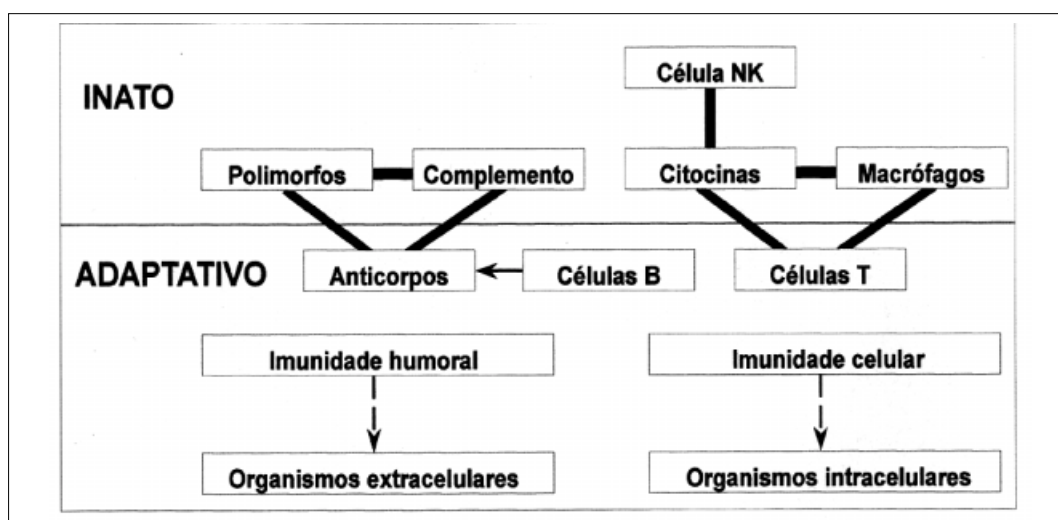 Célula NK
INATO
Polimorfos
Complemento
Citocinas
Macrófagos
ADAPTATIVO
Anticorpos
Células B
Células T
Imunidade humoral
Imunidade celular
Organismos extracelulares
Organismos intracelulares